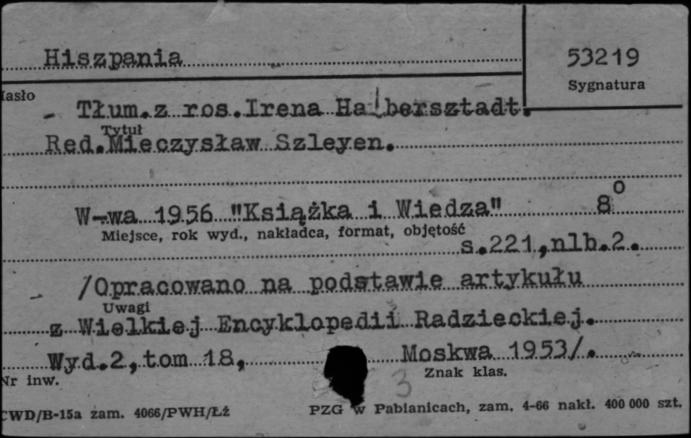 Hiszpania 53219
Hasło Sygnatura
- Tłum.z ros.Irena Halbersztadt.
Tytuł
Red.Mieczysław Szleyen.
W-wa 1956 "Książka i Wiedza" 8°
Miejsce, rok wyd., nakładca, format, objętość
s.221,nlb.2.
/Opracowano na podstawie artykułu
Uwagi
z Wielkiej Encyklopedii Radzieckiej.
Wyd.2,tom 18, Moskwa 1953/.
Nr inw. 3 Znak klas.
CWD/B-15a zam. 4066/PWH/Łż PZG w Pabianicach, zam. 4-66 nakł. 400 000 szt.